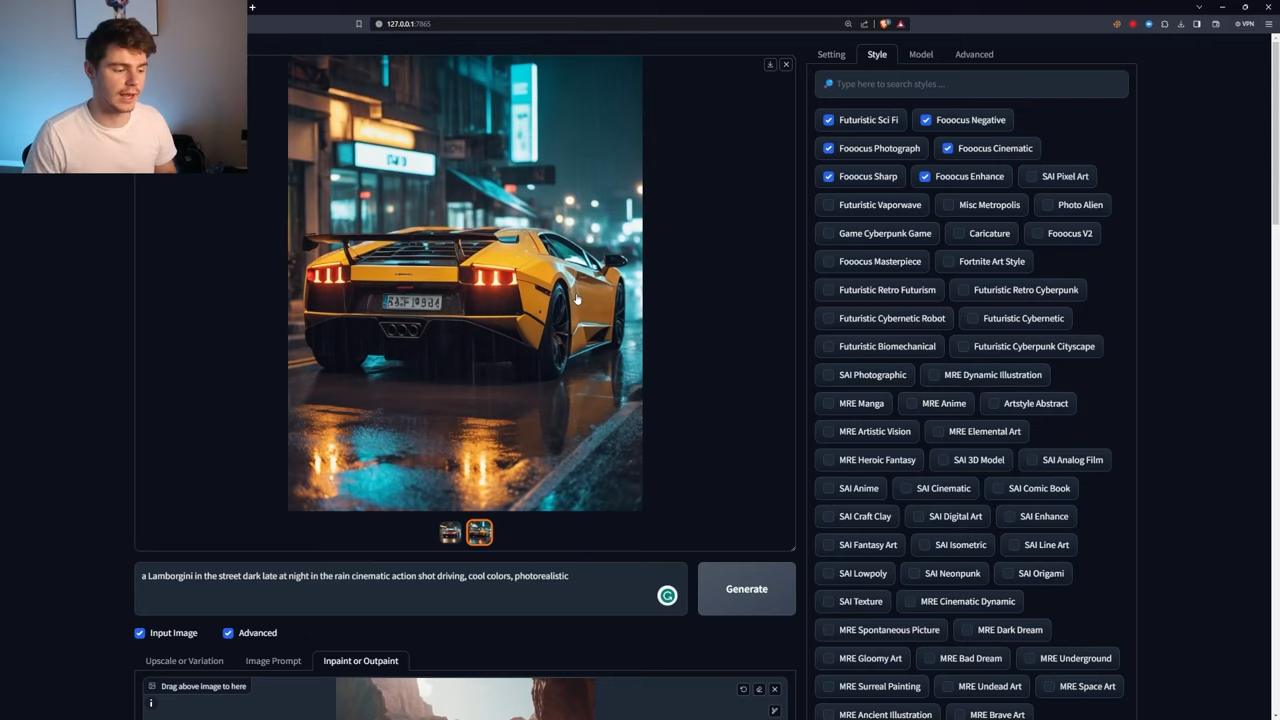 127.0.0.1:7865
VPN
Setting
Style
Model
Advanced
Type to search styles ...
Futuristic Sci Fi
Fooocus Negative
Fooocus Photograph
Fooocus Cinematic
Fooocus Sharp
Fooocus Enhance
SAI Pixel Art
Futuristic Vaporwave
Misc Metropolis
Photo Alien
Game Cyberpunk Game
Caricature
Fooocus V2
Fooocus Masterpiece
Fortnite Art Style
Futuristic Retro Futurism
Futuristic Retro Cyberpunk
Futuristic Cybernetic Robot
Futuristic Cybernetic
Futuristic Biomechanical
Futuristic Cyberpunk Cityscape
SAI Photographic
MRE Dynamic Illustration
MRE Manga
MRE Anime
Artstyle Abstract
MRE Artistic Vision
MRE Elemental Art
MRE Heroic Fantasy
SAI 3D Model
SAI Analog Film
SAI Anime
SAI Cinematic
SAI Comic Book
SAI Craft Clay
SAI Digital Art
SAI Enhance
SAI Fantasy Art
SAI Isometric
SAI Line Art
SAI Lowpoly
SAI Neonpunk
SAI Origami
SAI Texture
MRE Cinematic Dynamic
MRE Spontaneous Picture
MRE Dark Dream
MRE Gloomy Art
MRE Bad Dream
MRE Underground
MRE Surreal Painting
MRE Undead Art
MRE Space Art
MRE Ancient Illustration
MRE Brave Art
a Lamborgini in the street dark late at night in the rain cinematic action shot driving, cool colors, photorealistic
Generate
Input Image
Advanced
Upscale or Variation
Image Prompt
Inpaint or Outpaint
Drag above image to here